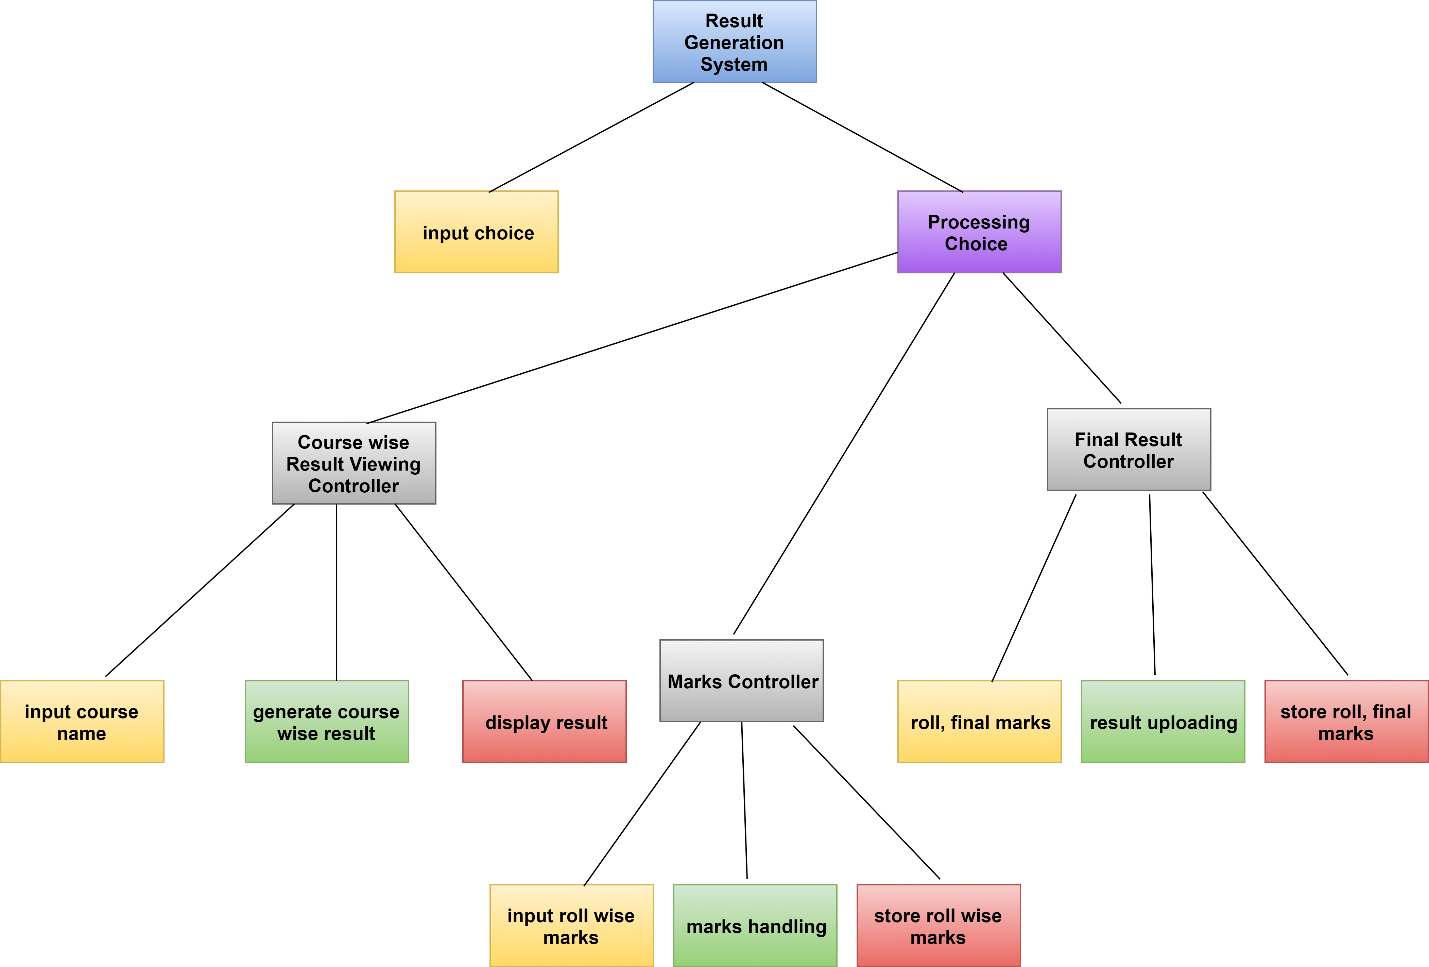 Result
Generation
System
input choice
Processing
Choice
Course wise
Result Viewing
Controller
Final Result
Controller
Marks Controller
input course
name
generate course
wise result
display result
roll, final marks
result uploading
store roll, final
marks
input roll wise
marks
marks handling
store roll wise
marks